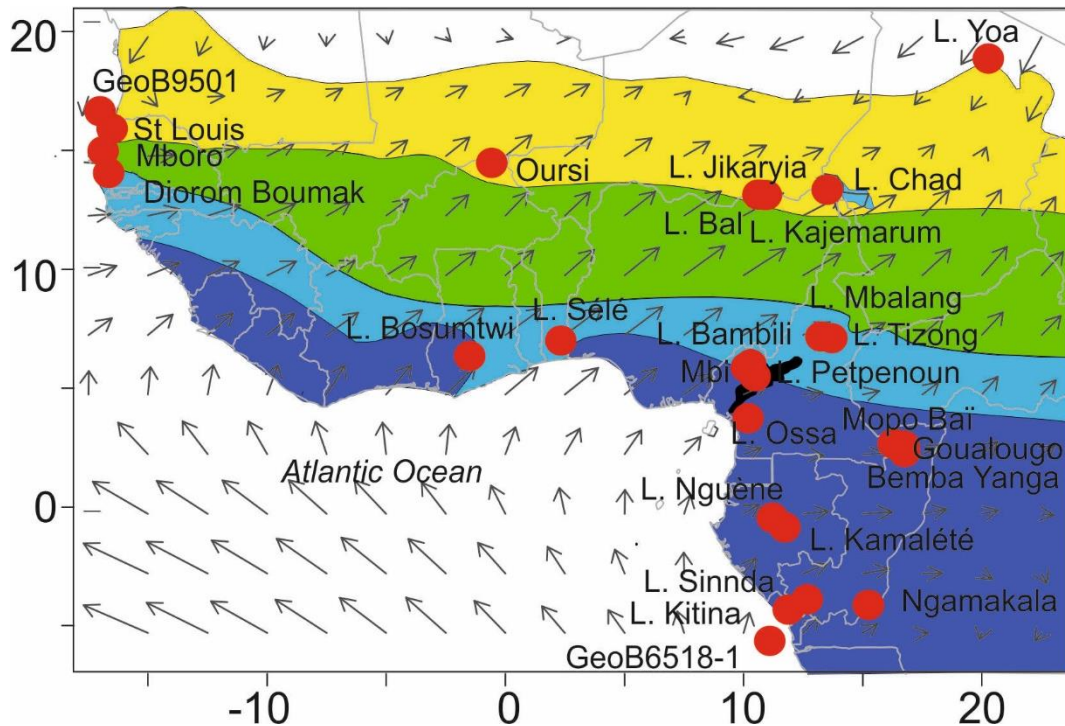 20
L. Yoa
GeoB9501
St Louis
Mboro
Oursi
L. Jikaryia
L. Chad
Diorom Boumak
L. Bal
L. Kajemarum
10
L. Mbalang
L. Sélé
L. Bosumtwi
L. Bambili
L. Tizong
Mbi
L. Petpenoun
Mopo Baï
L. Ossa
Goualougo
Atlantic Ocean
Bemba Yanga
L. Nguène
0
L. Kamalété
L. Sinnda
Ngamakala
L. Kitina
GeoB6518-1
-10
0
10
20